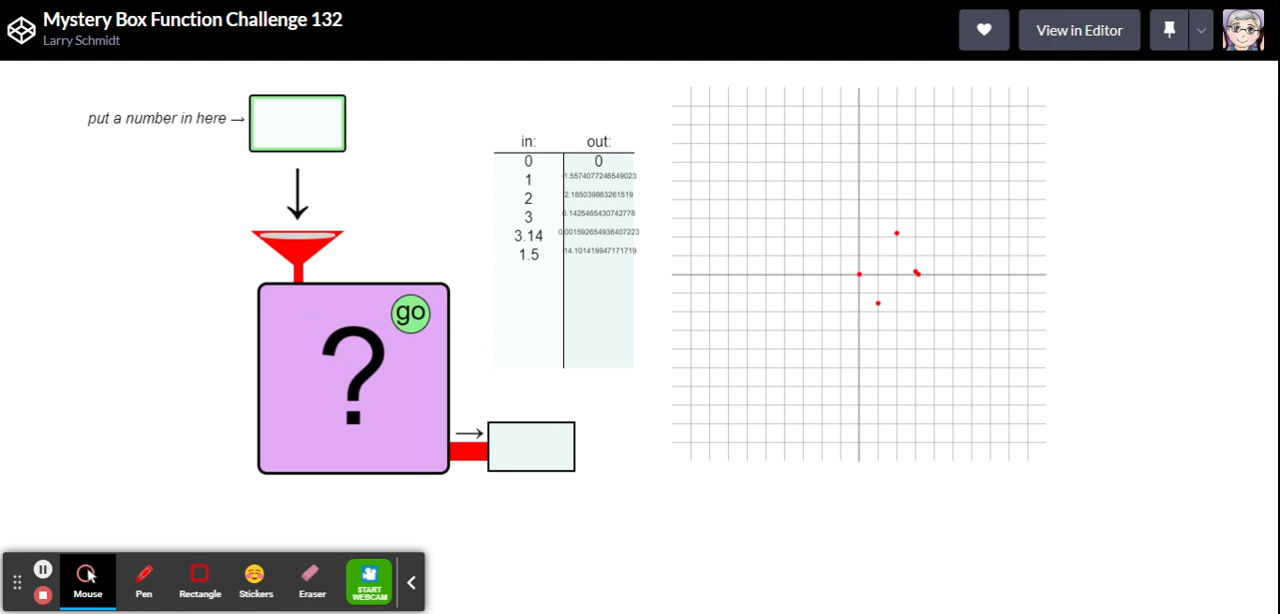 Mystery Box Function Challenge 132
Larry Schmidt
View in Editor
put a number in here →
in: out:
0 0
1 -1.5574077246549023
2 2.185039863261519
3 0.1425465430742778
3.14 0.001592654936407223
1.5 -14.101419947171719
go
?
Mouse
Pen
Rectangle
Stickers
Eraser
START
WEBCAM